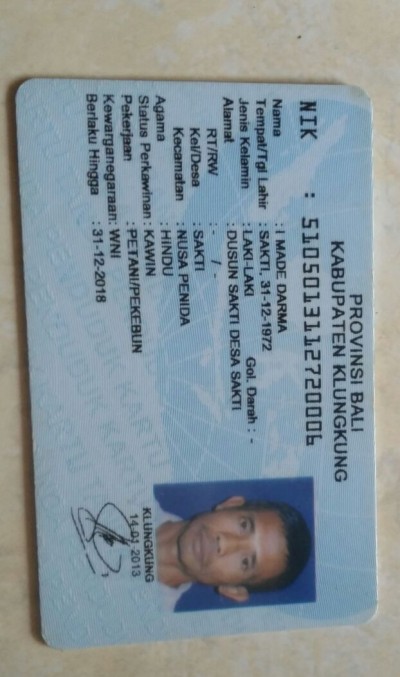 PROVINSI BALI
KABUPATEN KLUNGKUNG
NIK : 5105013112720006
Nama : I MADE DARMA
Tempat/Tgl Lahir : SAKTI, 31-12-1972
Jenis Kelamin : LAKI-LAKI Gol. Darah : -
Alamat : DUSUN SAKTI DESA SAKTI
RT/RW : - / -
Kel/Desa : SAKTI
Kecamatan : NUSA PENIDA
Agama : HINDU
Status Perkawinan : KAWIN
Pekerjaan : PETANI/PEKEBUN
Kewarganegaraan: WNI
Berlaku Hingga : 31-12-2018
KLUNGKUNG
14-01-2013